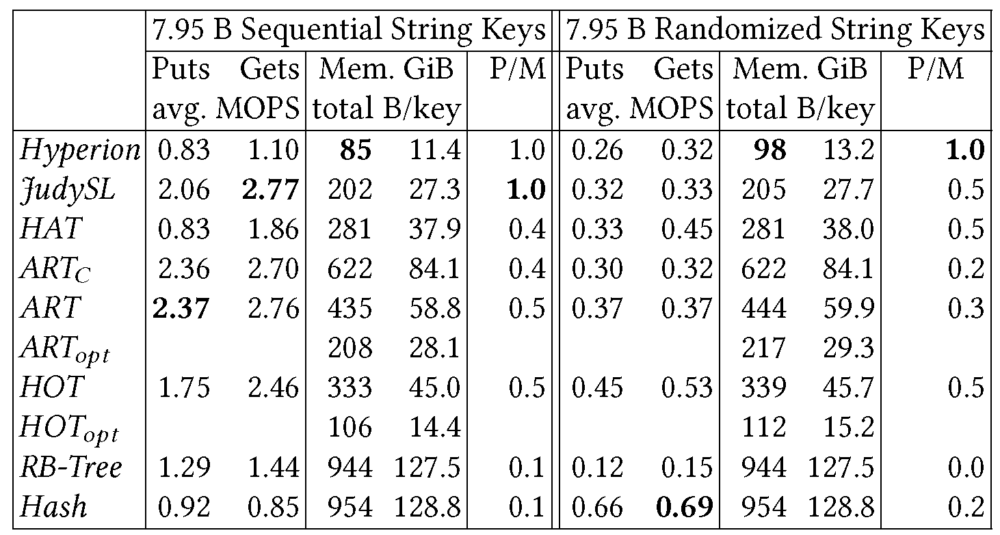 7.95 B Sequential String Keys 7.95 B Randomized String Keys
Puts Gets Mem. GiB P/M Puts Gets Mem. GiB P/M
avg. MOPS total B/key avg. MOPS total B/key
Hyperion 0.83 1.10 85 11.4 1.0 0.26 0.32 98 13.2 1.0
JudySL 2.06 2.77 202 27.3 1.0 0.32 0.33 205 27.7 0.5
HAT 0.83 1.86 281 37.9 0.4 0.33 0.45 281 38.0 0.5
ART_C 2.36 2.70 622 84.1 0.4 0.30 0.32 622 84.1 0.2
ART 2.37 2.76 435 58.8 0.5 0.37 0.37 444 59.9 0.3
ART_opt 208 28.1 217 29.3
HOT 1.75 2.46 333 45.0 0.5 0.45 0.53 339 45.7 0.5
HOT_opt 106 14.4 112 15.2
RB-Tree 1.29 1.44 944 127.5 0.1 0.12 0.15 944 127.5 0.0
Hash 0.92 0.85 954 128.8 0.1 0.66 0.69 954 128.8 0.2